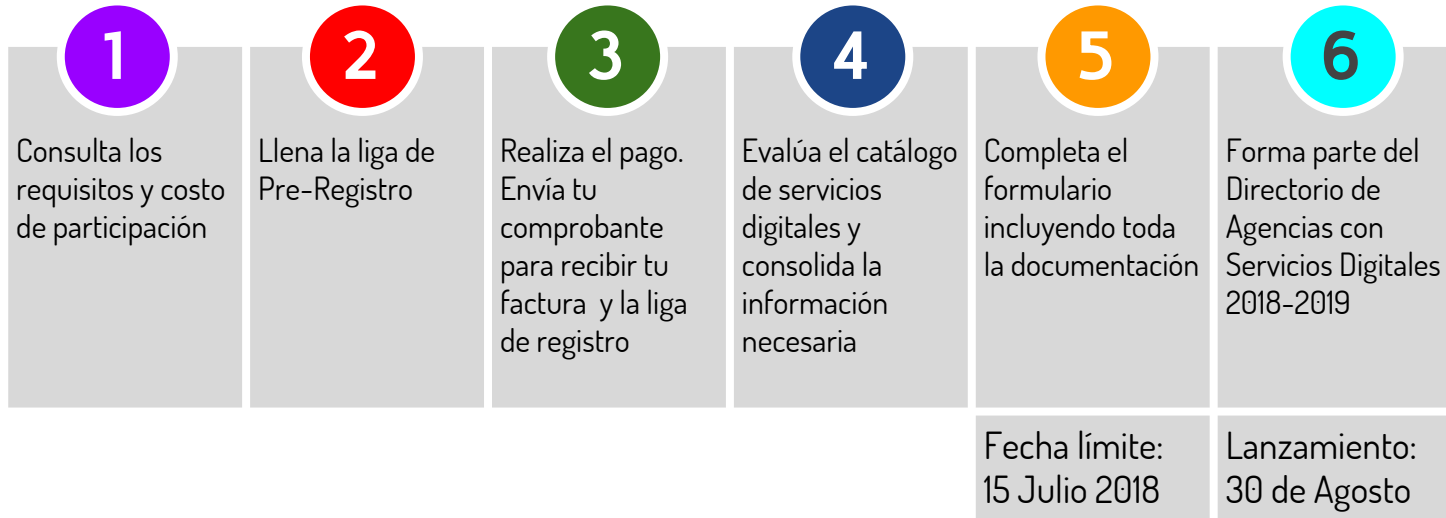 1
Consulta los
requisitos y costo
de participación
2
Llena la liga de
Pre-Registro
3
Realiza el pago.
Envía tu
comprobante
para recibir tu
factura y la liga
de registro
4
Evalúa el catálogo
de servicios
digitales y
consolida la
información
necesaria
5
Completa el
formulario
incluyendo toda
la documentación
Fecha límite:
15 Julio 2018
6
Forma parte del
Directorio de
Agencias con
Servicios Digitales
2018-2019
Lanzamiento:
30 de Agosto